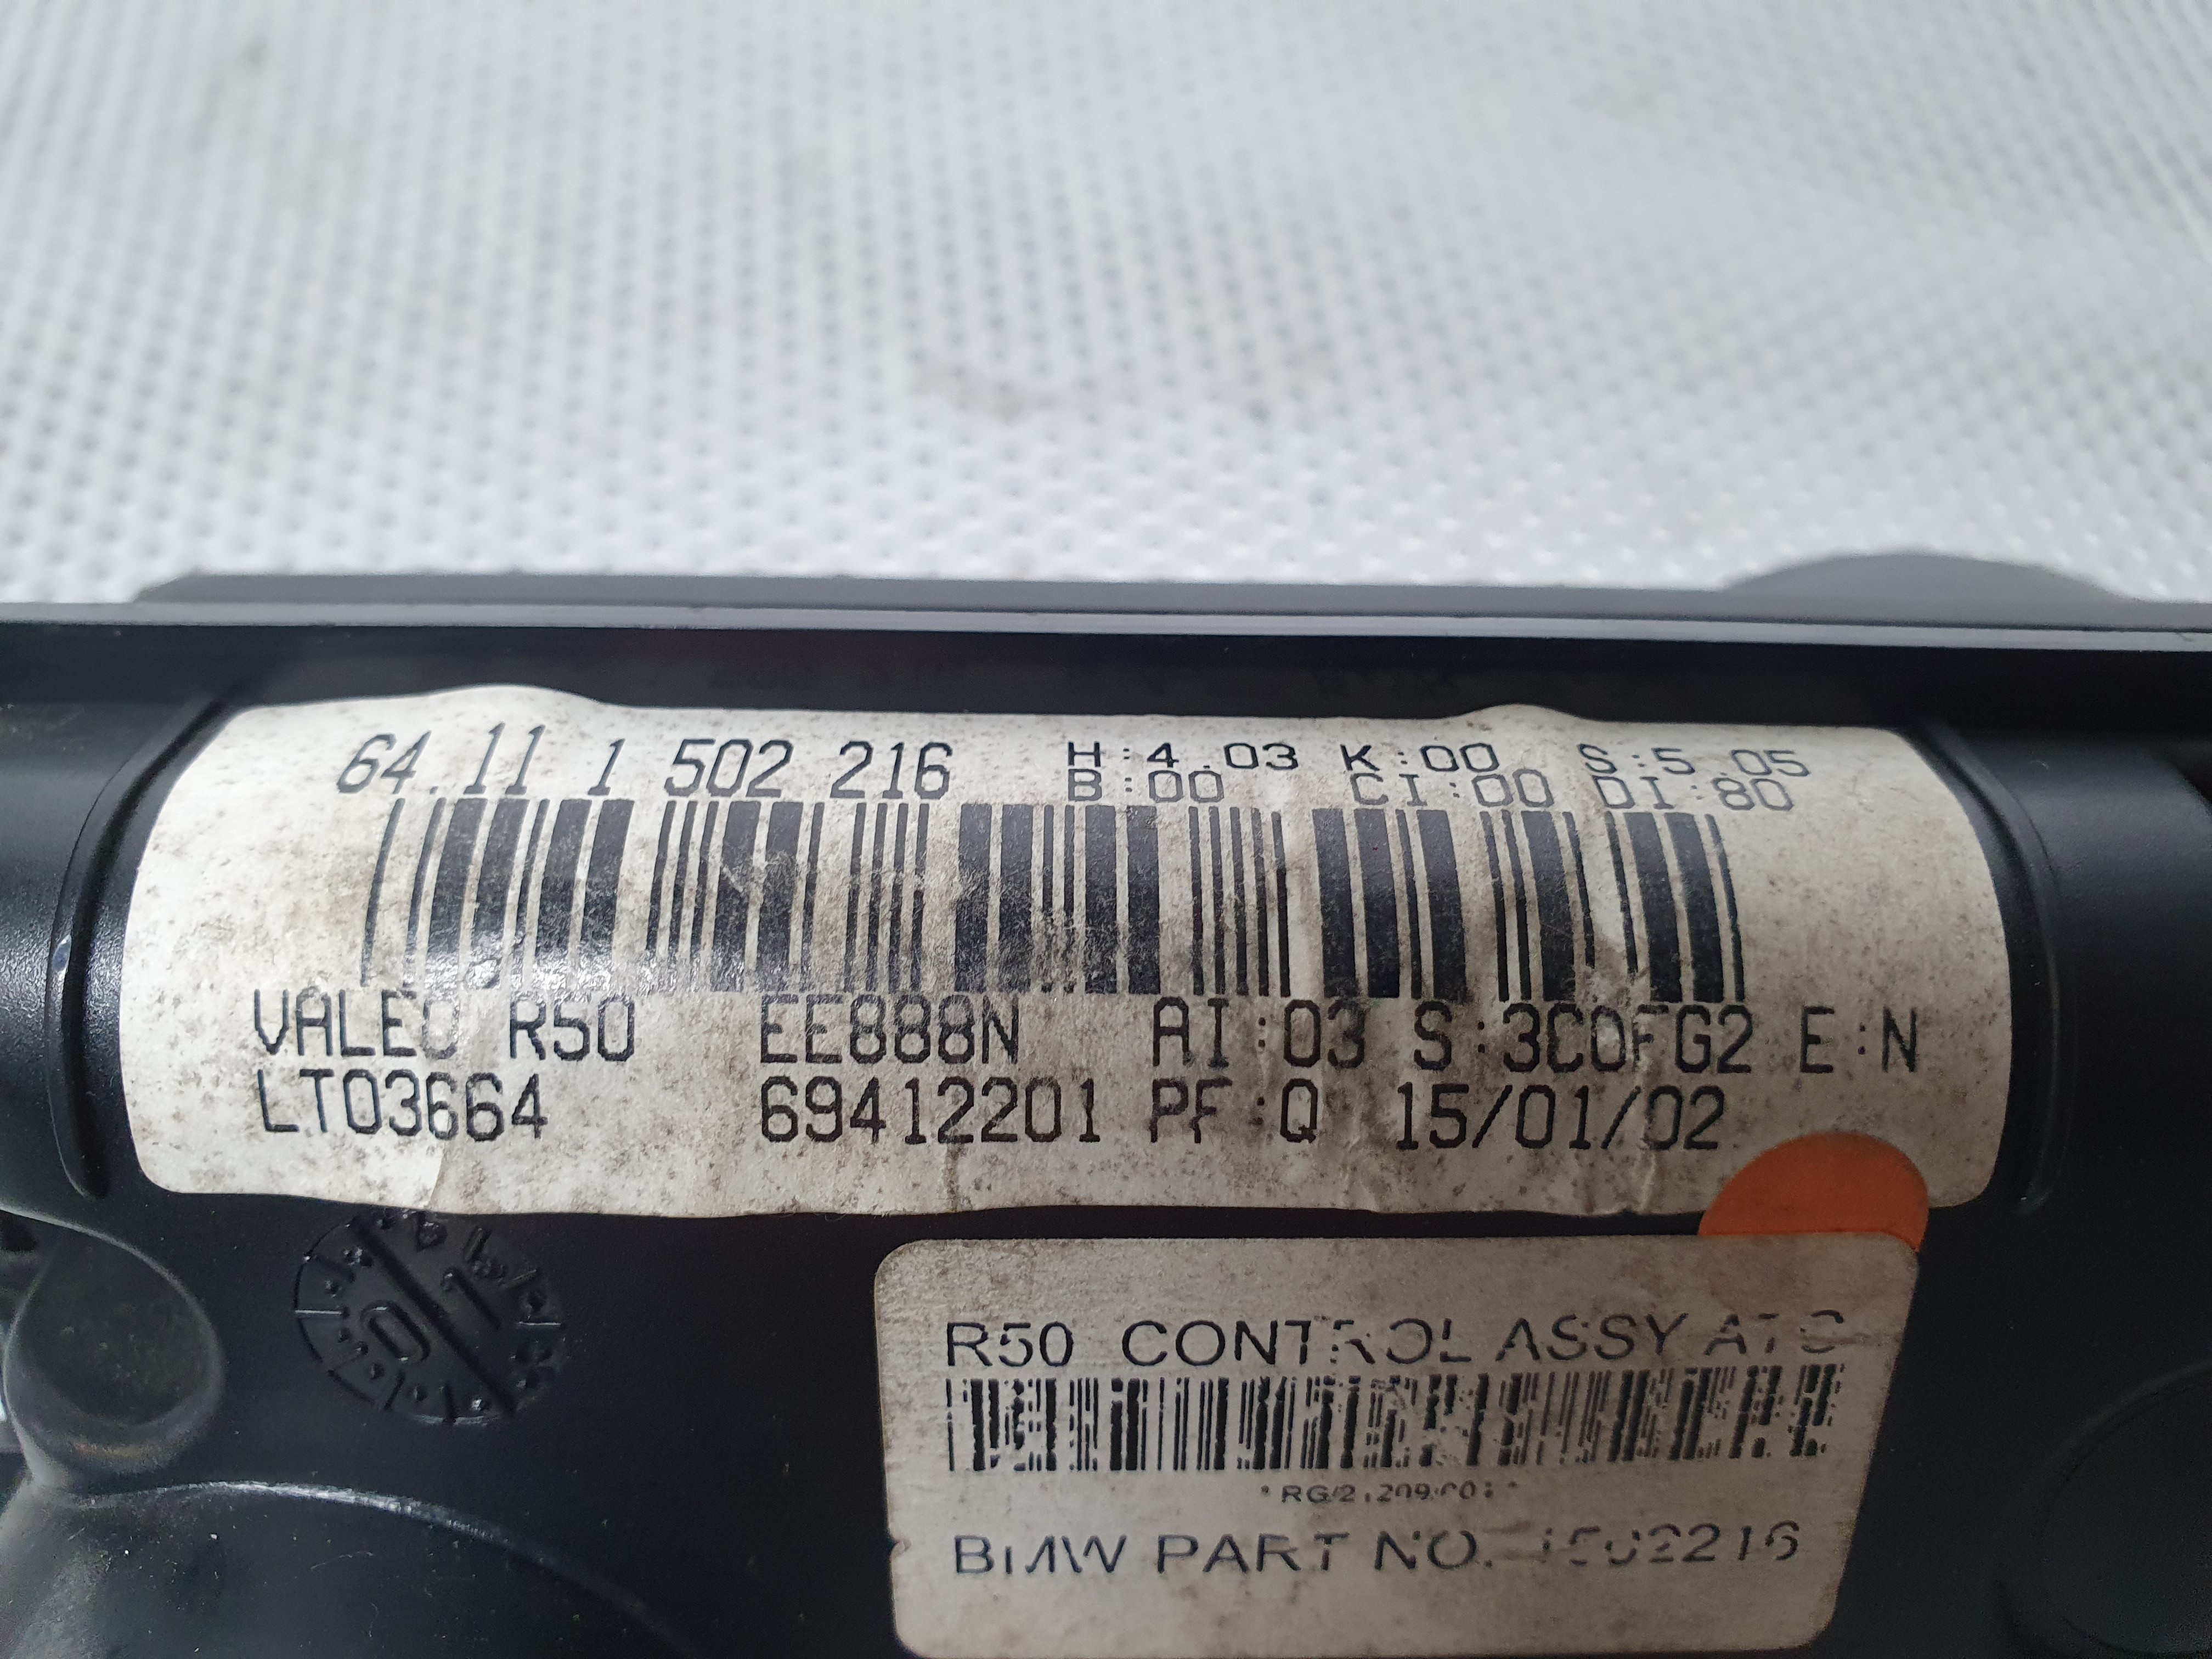 64.11 1 502 216 H:4.03 K:00 S:5.05
B:00 CI:00 DI:80
VALEO R50 EE888N AI:03 S:3C0FG2 E:N
LT03664 69412201 PF:Q 15/01/02
01
R50 CONTROL ASSY ATC
BMW PART NO. 1502216